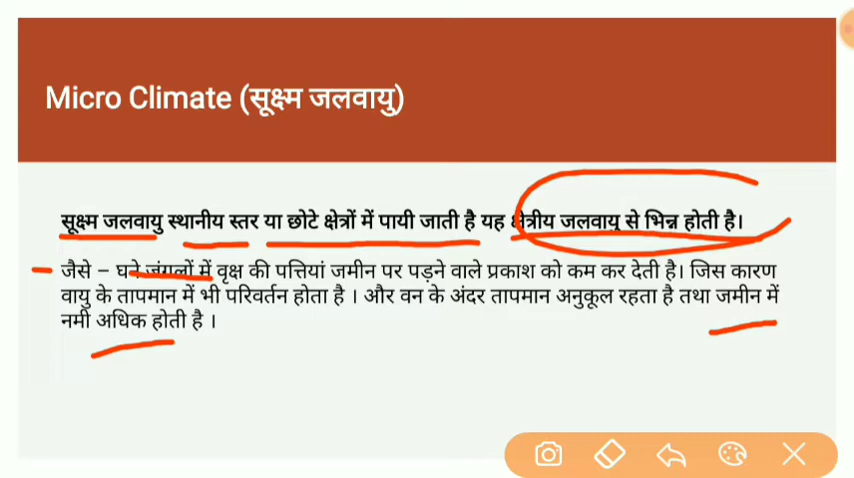 Micro Climate (सूक्ष्म जलवायु)
सूक्ष्म जलवायु स्थानीय स्तर या छोटे क्षेत्रों में पायी जाती है यह क्षेत्रीय जलवायु से भिन्न होती है।
जैसे – घने जंगलों में वृक्ष की पत्तियां जमीन पर पड़ने वाले प्रकाश को कम कर देती है। जिस कारण
वायु के तापमान में भी परिवर्तन होता है । और वन के अंदर तापमान अनुकूल रहता है तथा जमीन में
नमी अधिक होती है ।